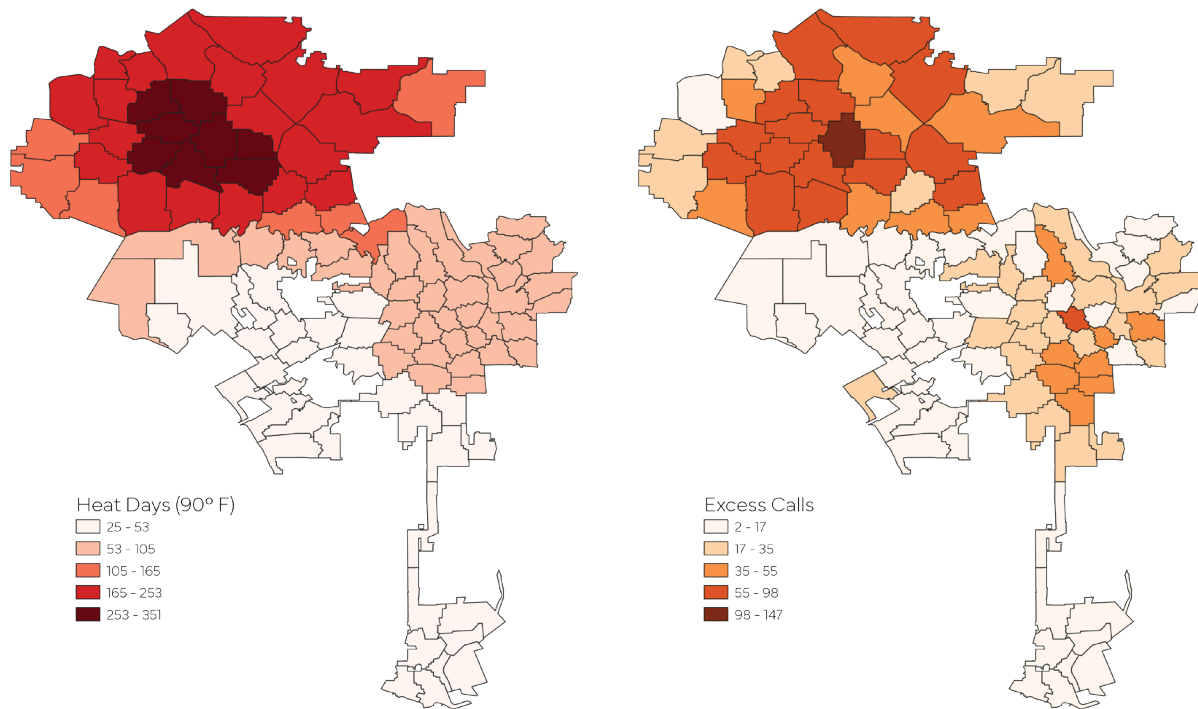 Heat Days (90º F)
25 - 53
53 - 105
105 - 165
165 - 253
253 - 351
Excess Calls
2 - 17
17 - 35
35 - 55
55 - 98
98 - 147